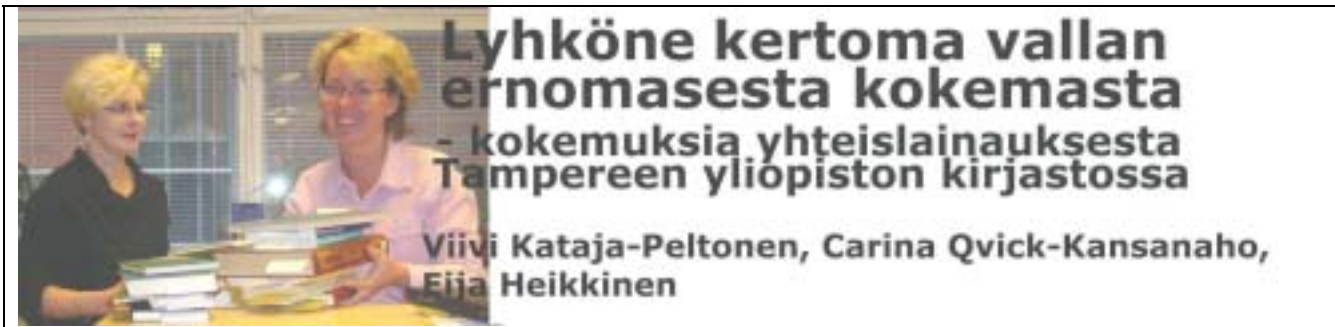 Lyhköne kertoma vallan
ernomasesta kokemasta
- kokemuksia yhteislainauksesta
Tampereen yliopiston kirjastossa
Viivi Kataja-Peltonen, Carina Qvick-Kansanaho,
Eija Heikkinen